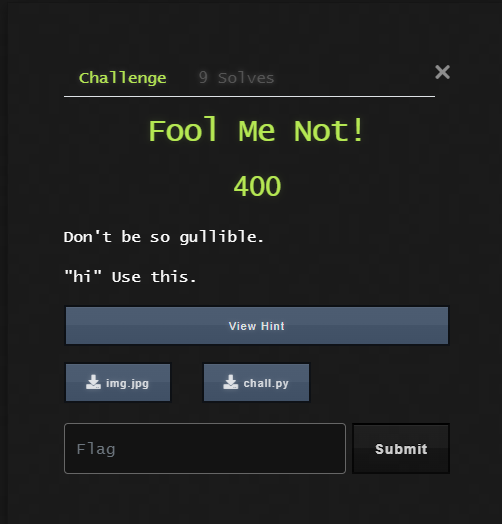 Challenge 9 Solves ×
Fool Me Not!
400
Don't be so gullible.
"hi" Use this.
View Hint
img.jpg chall.py
Flag Submit